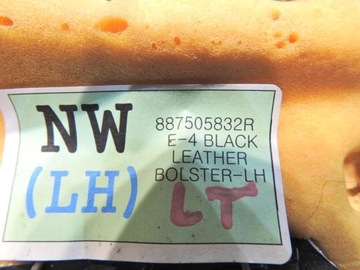 NW
(LH)
887505832R
E-4 BLACK
LEATHER
BOLSTER-LH
LT